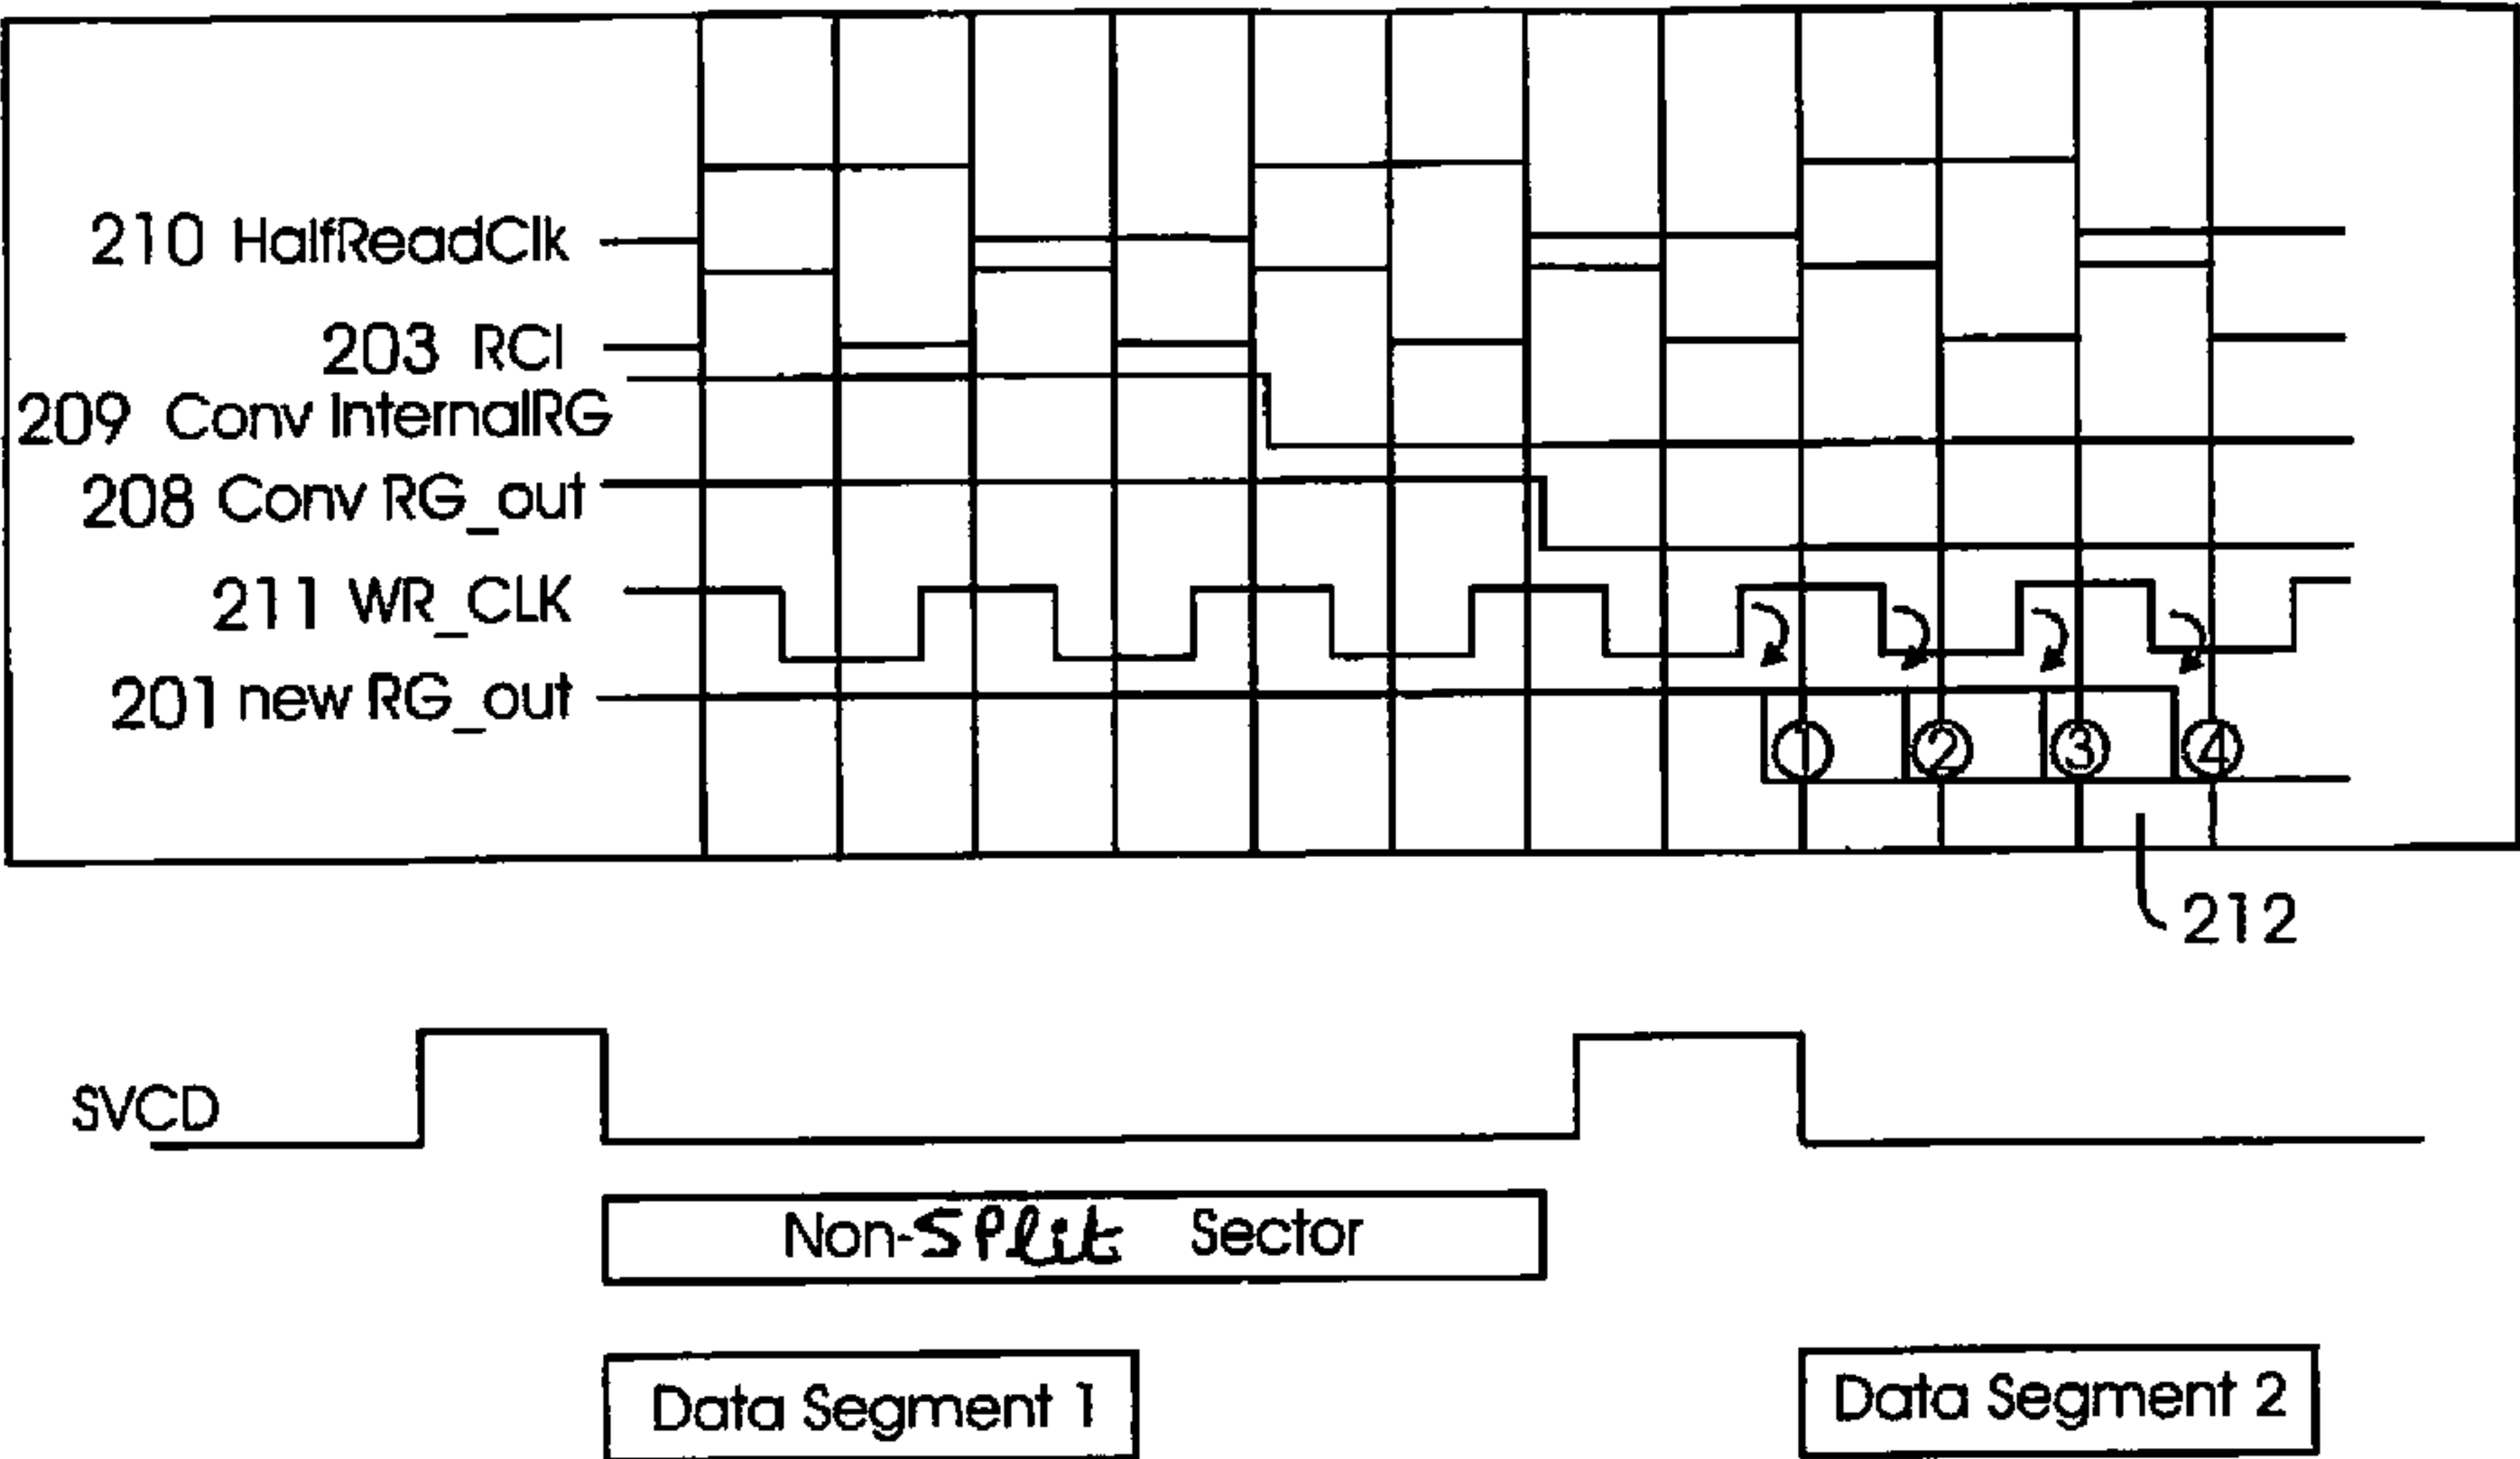 210 HalfReadClk
203 RCI
209 Conv InternalRG
208 Conv RG_out
211 WR_CLK
201 new RG_out
1 2 3 4
212
SVCD
Non-Split Sector
Data Segment 1
Data Segment 2